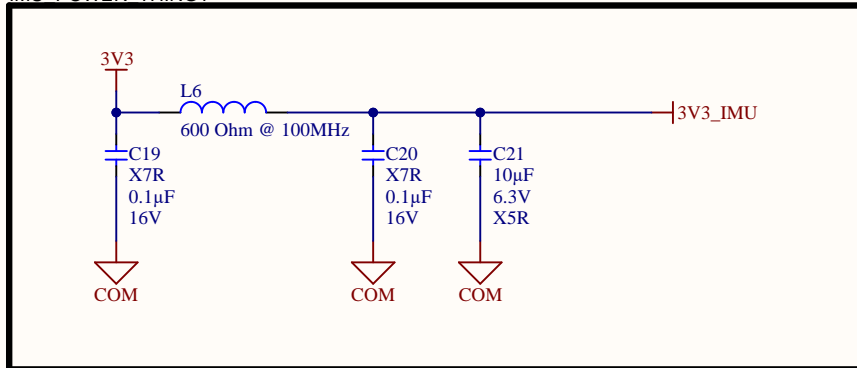 3V3
L6
600 Ohm @ 100MHz
3V3_IMU
C19
X7R
0.1µF
16V
C20
X7R
0.1µF
16V
C21
10µF
6.3V
X5R
COM
COM
COM